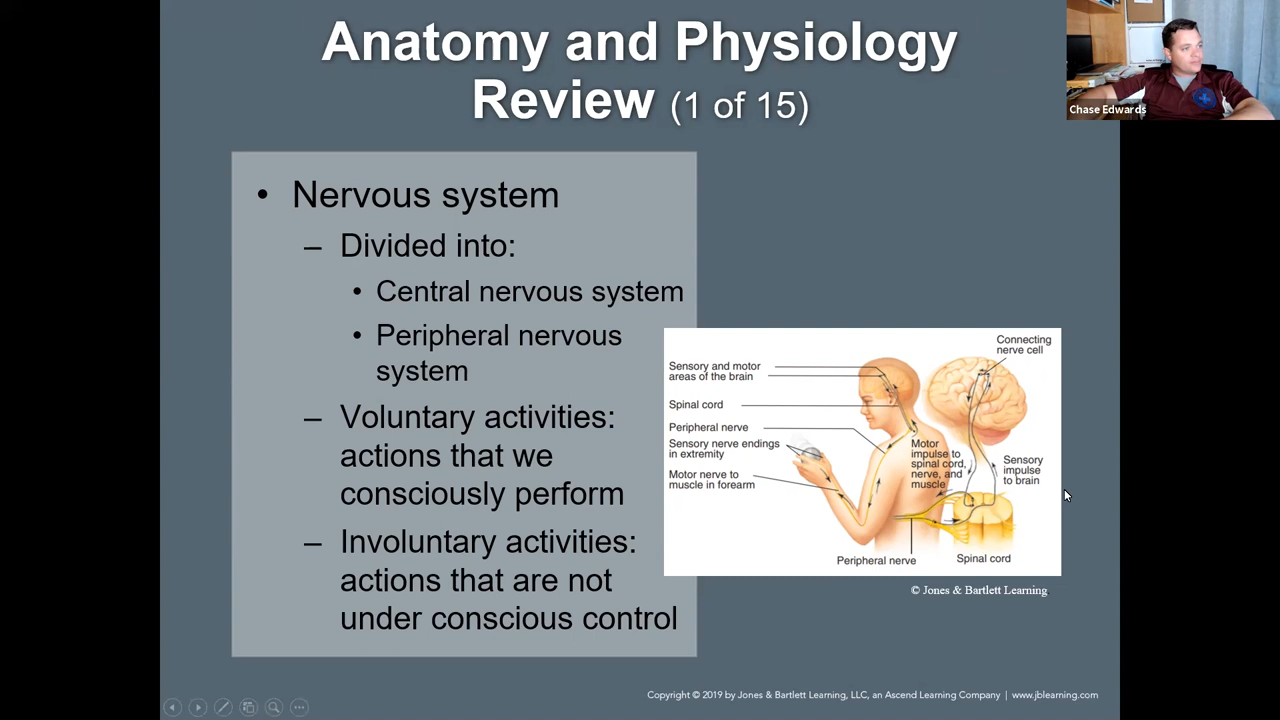 Anatomy and Physiology
Review (1 of 15)
Chase Edwards
• Nervous system
– Divided into:
• Central nervous system
• Peripheral nervous
system
– Voluntary activities:
actions that we
consciously perform
– Involuntary activities:
actions that are not
under conscious control
Connecting
nerve cell
Sensory and motor
areas of the brain
Spinal cord
Peripheral nerve
Sensory nerve endings
in extremity
Motor nerve to
muscle in forearm
Motor
impulse to
spinal cord,
nerve, and
muscle
Sensory
impulse
to brain
Peripheral nerve
Spinal cord
© Jones & Bartlett Learning
Copyright © 2019 by Jones & Bartlett Learning, LLC, an Ascend Learning Company | www.jblearning.com